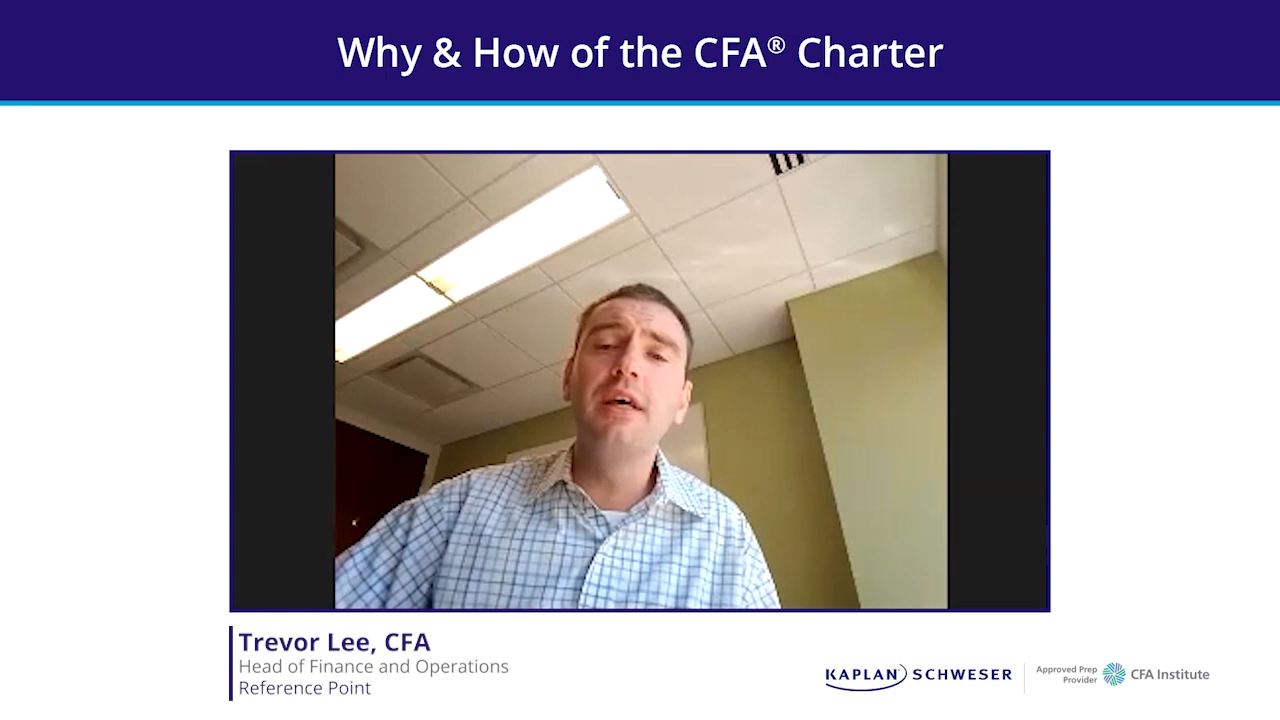 Why & How of the CFA® Charter
Trevor Lee, CFA
Head of Finance and Operations
Reference Point
KAPLAN SCHWESER
Approved Prep
Provider
CFA Institute